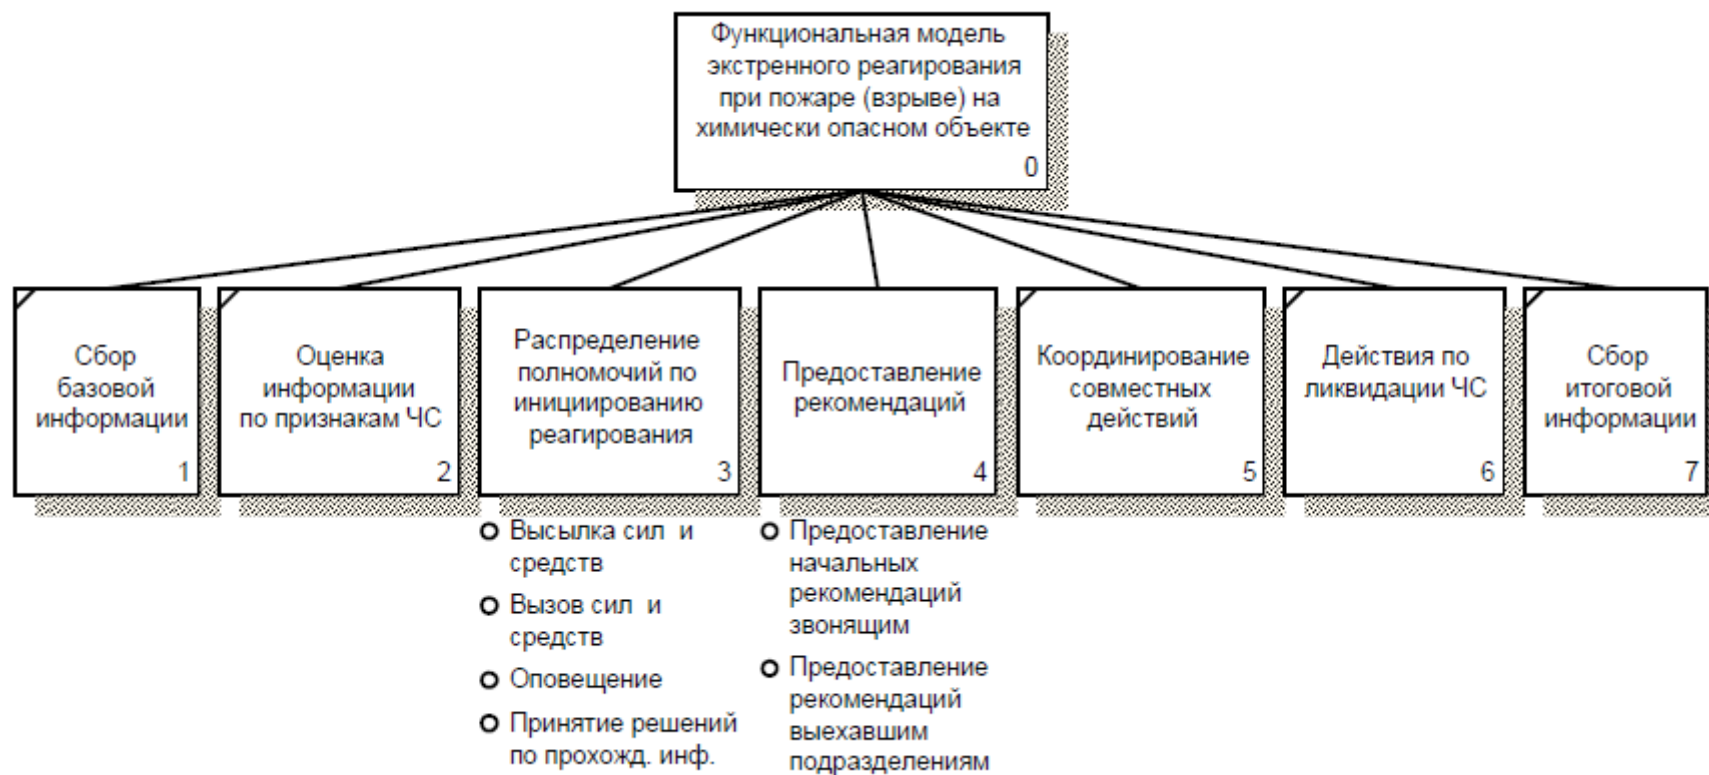 Функциональная модель
экстренного реагирования
при пожаре (взрыве) на
химически опасном объекте
0
Сбор
базовой
информации
1
Оценка
информации
по признакам ЧС
2
Распределение
полномочий по
инициированию
реагирования
3
Предоставление
рекомендаций
4
Координирование
совместных
действий
5
Действия по
ликвидации ЧС
6
Сбор
итоговой
информации
7
Высылка сил и
средств
Вызов сил и
средств
Оповещение
Принятие решений
по прохожд. инф.
Предоставление
начальных
рекомендаций
звонящим
Предоставление
рекомендаций
выехавшим
подразделениям